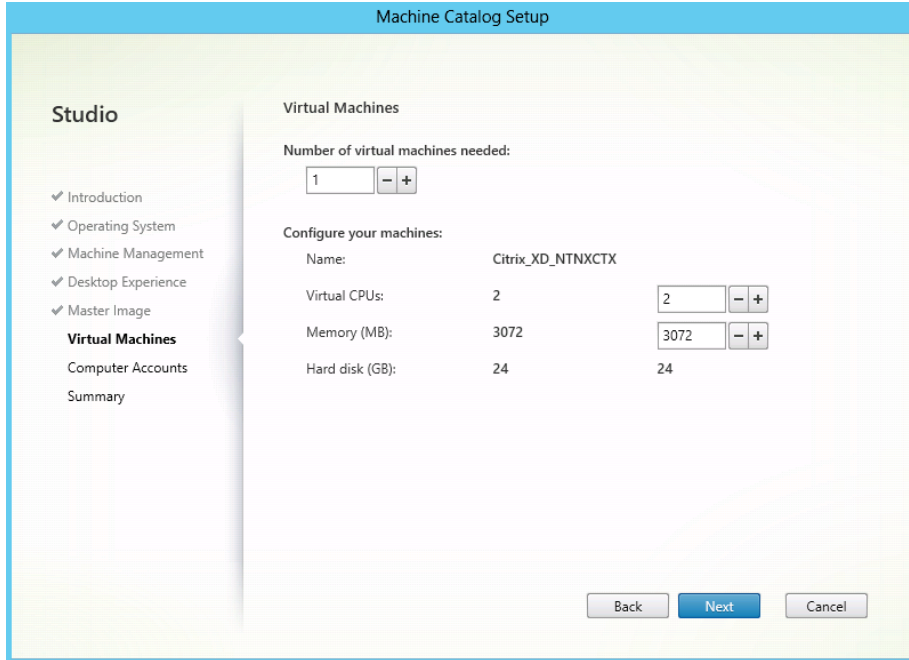 Machine Catalog Setup
Studio
Introduction
Operating System
Machine Management
Desktop Experience
Master Image
Virtual Machines
Computer Accounts
Summary
Virtual Machines
Number of virtual machines needed:
1 - +
Configure your machines:
Name: Citrix_XD_NTNXCTX
Virtual CPUs: 2 2 - +
Memory (MB): 3072 3072 - +
Hard disk (GB): 24 24
Back Next Cancel